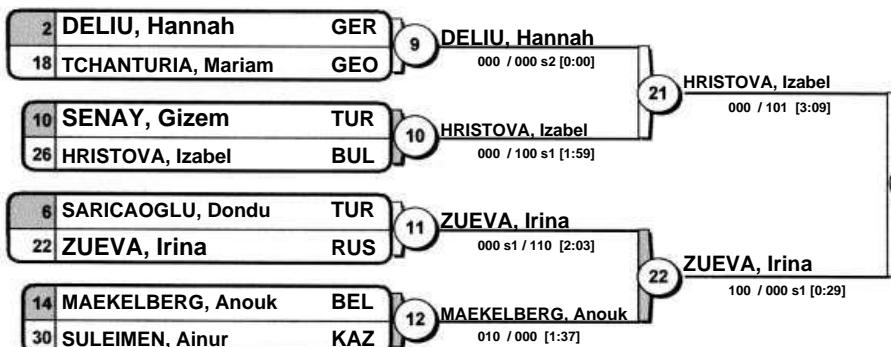 2 DELIU, Hannah GER
18 TCHANTURIA, Mariam GEO
9
DELIU, Hannah
000 / 000 s2 [0:00]
10 SENAY, Gizem TUR
26 HRISTOVA, Izabel BUL
10
HRISTOVA, Izabel
000 / 100 s1 [1:59]
21
HRISTOVA, Izabel
000 / 101 [3:09]
6 SARICAOGLU, Dondu TUR
22 ZUEVA, Irina RUS
11
ZUEVA, Irina
000 s1 / 110 [2:03]
14 MAEKELBERG, Anouk BEL
30 SULEIMEN, Ainur KAZ
12
MAEKELBERG, Anouk
010 / 000 [1:37]
22
ZUEVA, Irina
100 / 000 s1 [0:29]